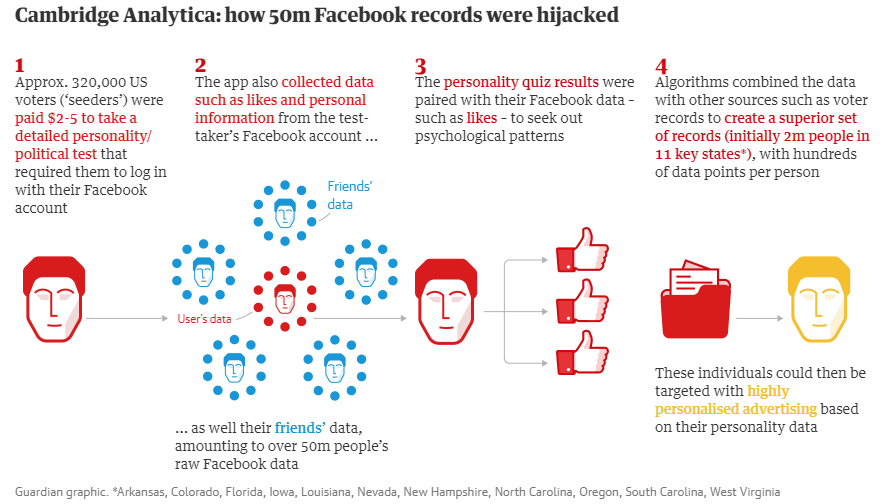 Cambridge Analytica: how 50m Facebook records were hijacked
1
Approx. 320,000 US
voters (‘seeders’) were
paid $2-5 to take a
detailed personality/
political test that
required them to log in
with their Facebook
account
2
The app also collected data
such as likes and personal
information from the test-
taker’s Facebook account ...
Friends'
data
User's data
... as well their friends’ data,
amounting to over 50m people’s
raw Facebook data
3
The personality quiz results were
paired with their Facebook data -
such as likes - to seek out
psychological patterns
4
Algorithms combined the data
with other sources such as voter
records to create a superior set
of records (initially 2m people in
11 key states*), with hundreds
of data points per person
These individuals could then be
targeted with highly
personalised advertising based
on their personality data
Guardian graphic. *Arkansas, Colorado, Florida, Iowa, Louisiana, Nevada, New Hampshire, North Carolina, Oregon, South Carolina, West Virginia